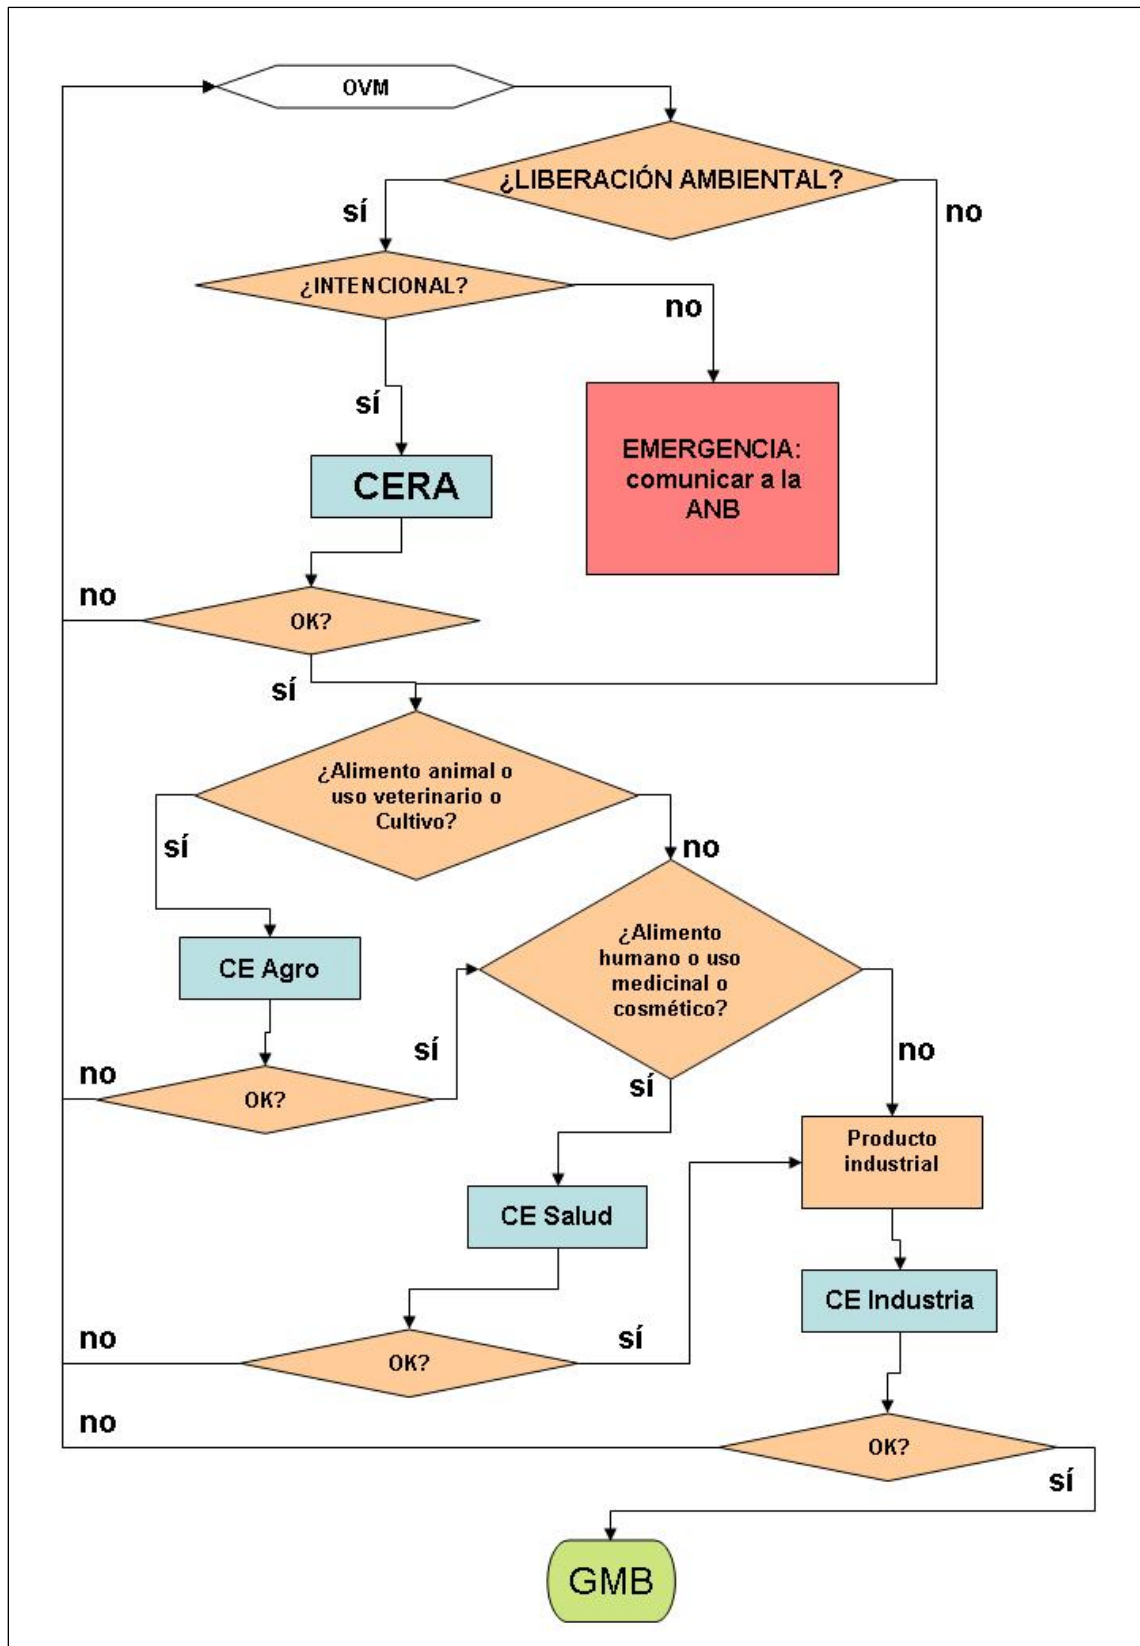 OVM
¿LIBERACIÓN AMBIENTAL?
sí
no
¿INTENCIONAL?
no
sí
EMERGENCIA:
comunicar a la
ANB
CERA
no
OK?
sí
¿Alimento animal o
uso veterinario o
Cultivo?
sí
no
¿Alimento
humano o uso
medicinal o
cosmético?
CE Agro
sí
no
no
OK?
sí
Producto
industrial
CE Salud
CE Industria
no
sí
OK?
no
OK?
sí
GMB